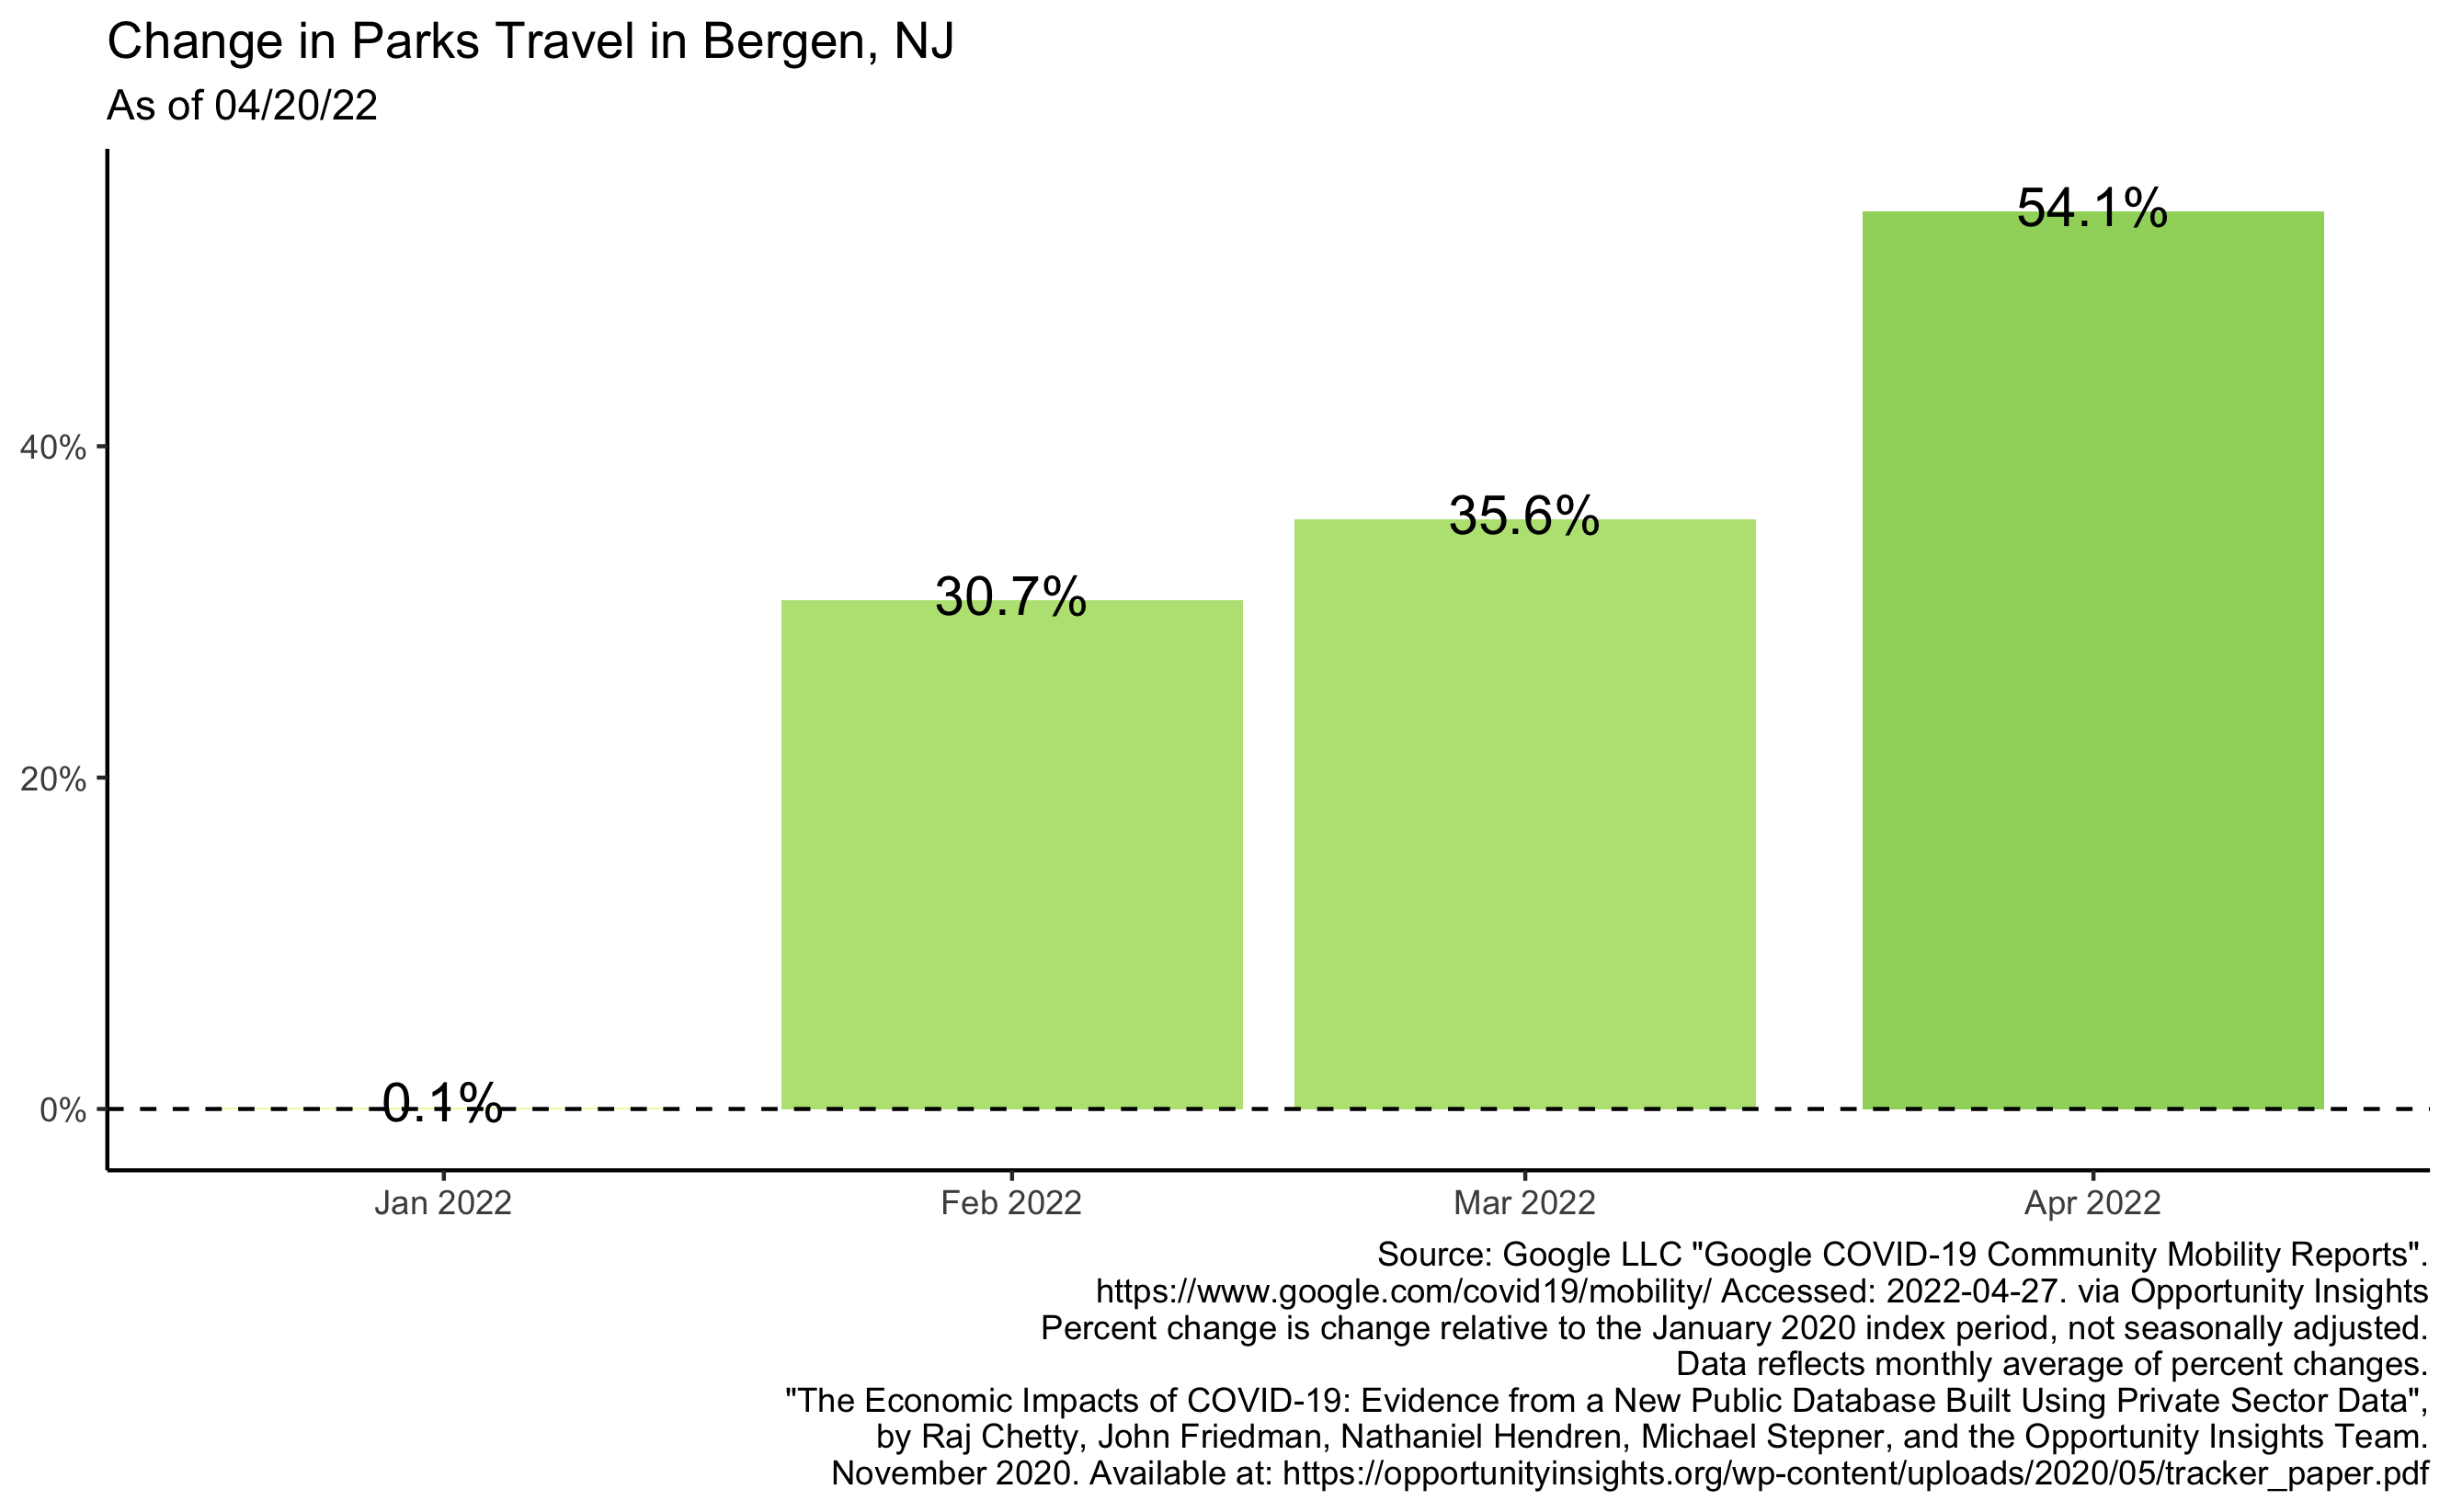 Change in Parks Travel in Bergen, NJ
As of 04/20/22
54.1%
40%
35.6%
30.7%
20%
0.1%
0%
Jan 2022
Feb 2022
Mar 2022
Apr 2022
Source: Google LLC "Google COVID-19 Community Mobility Reports".
https://www.google.com/covid19/mobility/ Accessed: 2022-04-27. via Opportunity Insights
Percent change is change relative to the January 2020 index period, not seasonally adjusted.
Data reflects monthly average of percent changes.
"The Economic Impacts of COVID-19: Evidence from a New Public Database Built Using Private Sector Data",
by Raj Chetty, John Friedman, Nathaniel Hendren, Michael Stepner, and the Opportunity Insights Team.
November 2020. Available at: https://opportunityinsights.org/wp-content/uploads/2020/05/tracker_paper.pdf